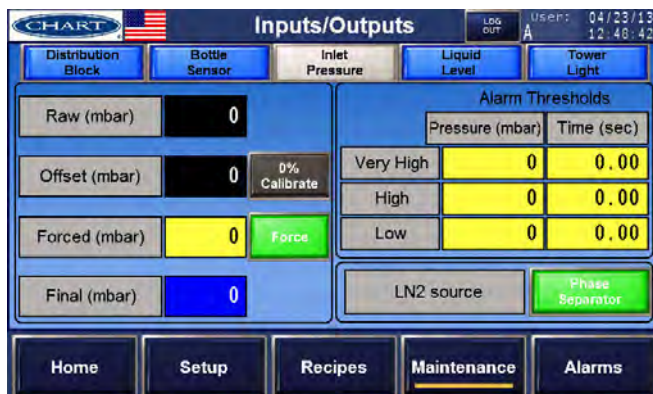 CHART
Inputs/Outputs
LOG
OUT
User: 04/23/13
A 12:48:42
Distribution
Block
Bottle
Sensor
Inlet
Pressure
Liquid
Level
Tower
Light
Raw (mbar) 0
Offset (mbar) 0
0%
Calibrate
Forced (mbar) 0 Force
Final (mbar) 0
Alarm Thresholds
Pressure (mbar) Time (sec)
Very High 0 0.00
High 0 0.00
Low 0 0.00
LN2 source
Phase
Separator
Home Setup Recipes Maintenance Alarms